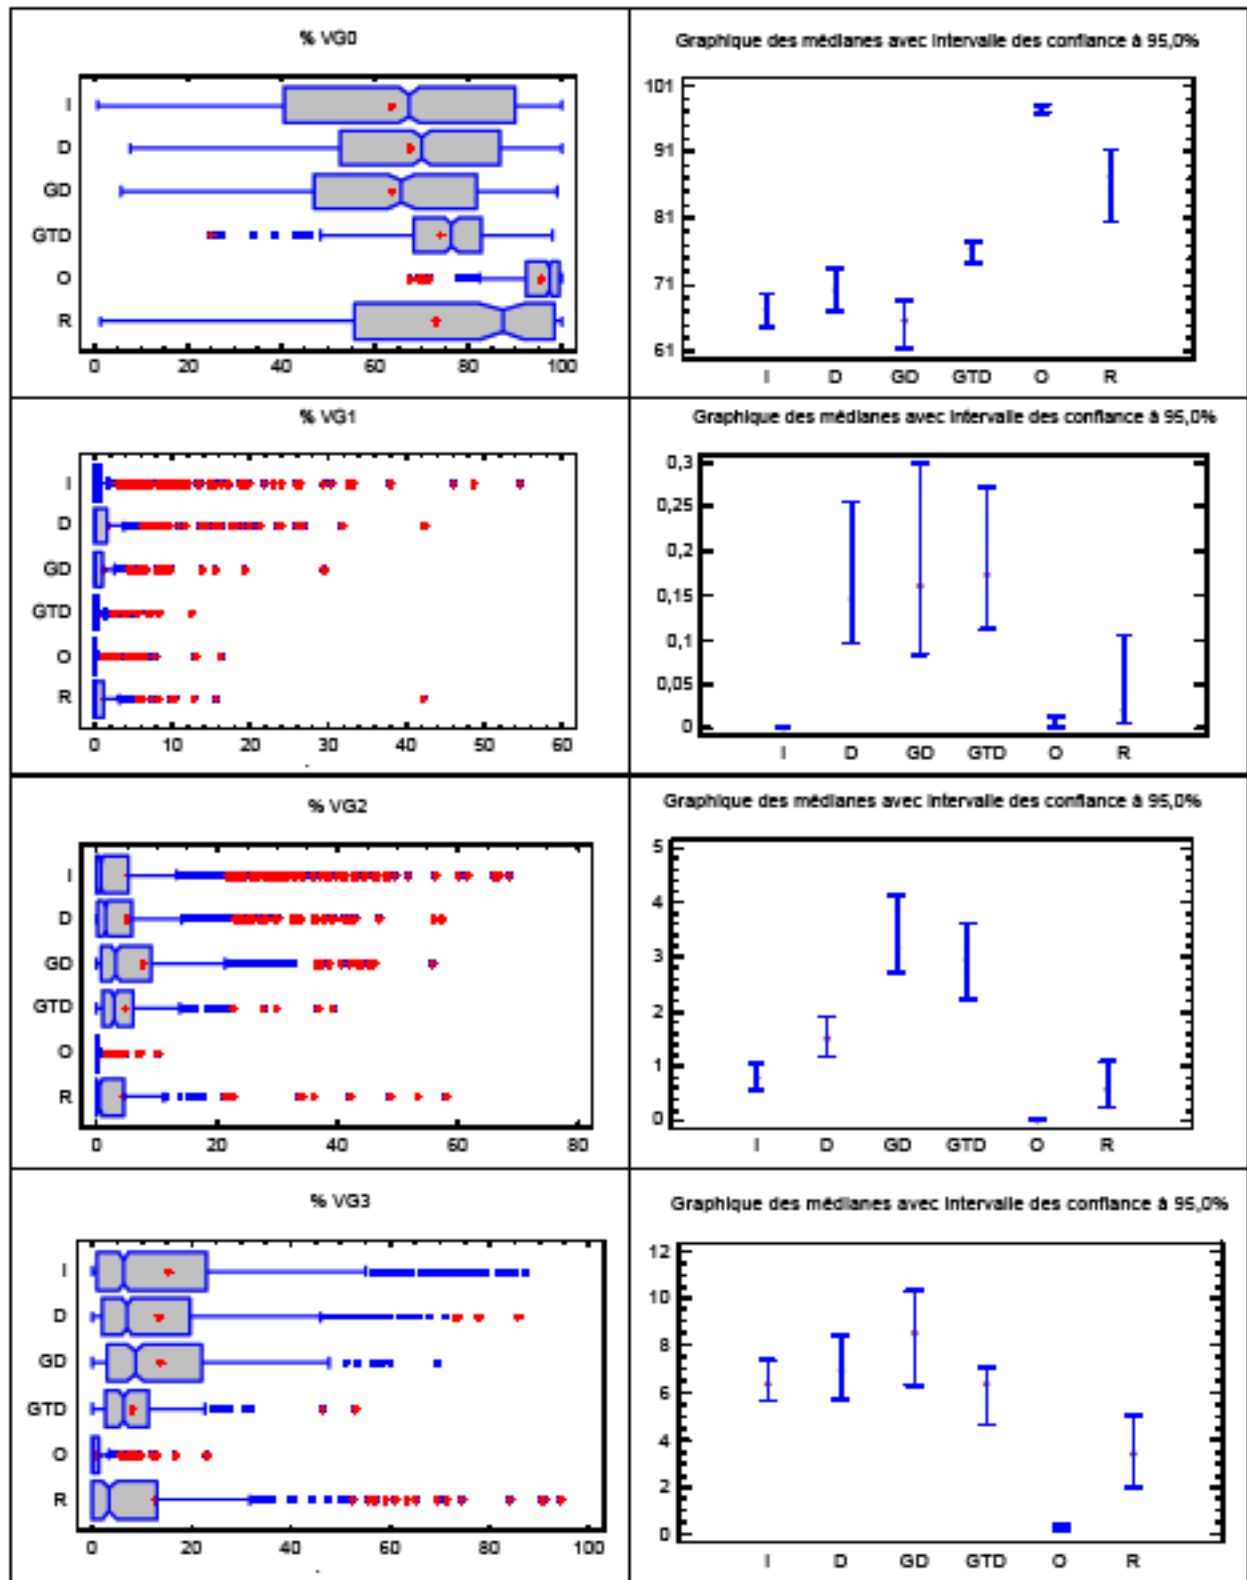 % VG0
I
D
GD
GTD
O
R
0 20 40 60 80 100
Graphique des médianes avec intervalle des confiance à 95,0%
101
91
81
71
61
I D GD GTD O R
% VG1
I
D
GD
GTD
O
R
0 10 20 30 40 50 60
Graphique des médianes avec intervalle des confiance à 95,0%
0,3
0,25
0,2
0,15
0,1
0,05
0
I D GD GTD O R
% VG2
I
D
GD
GTD
O
R
0 20 40 60 80
Graphique des médianes avec intervalle des confiance à 95,0%
5
4
3
2
1
0
I D GD GTD O R
% VG3
I
D
GD
GTD
O
R
0 20 40 60 80 100
Graphique des médianes avec intervalle des confiance à 95,0%
12
10
8
6
4
2
0
I D GD GTD O R